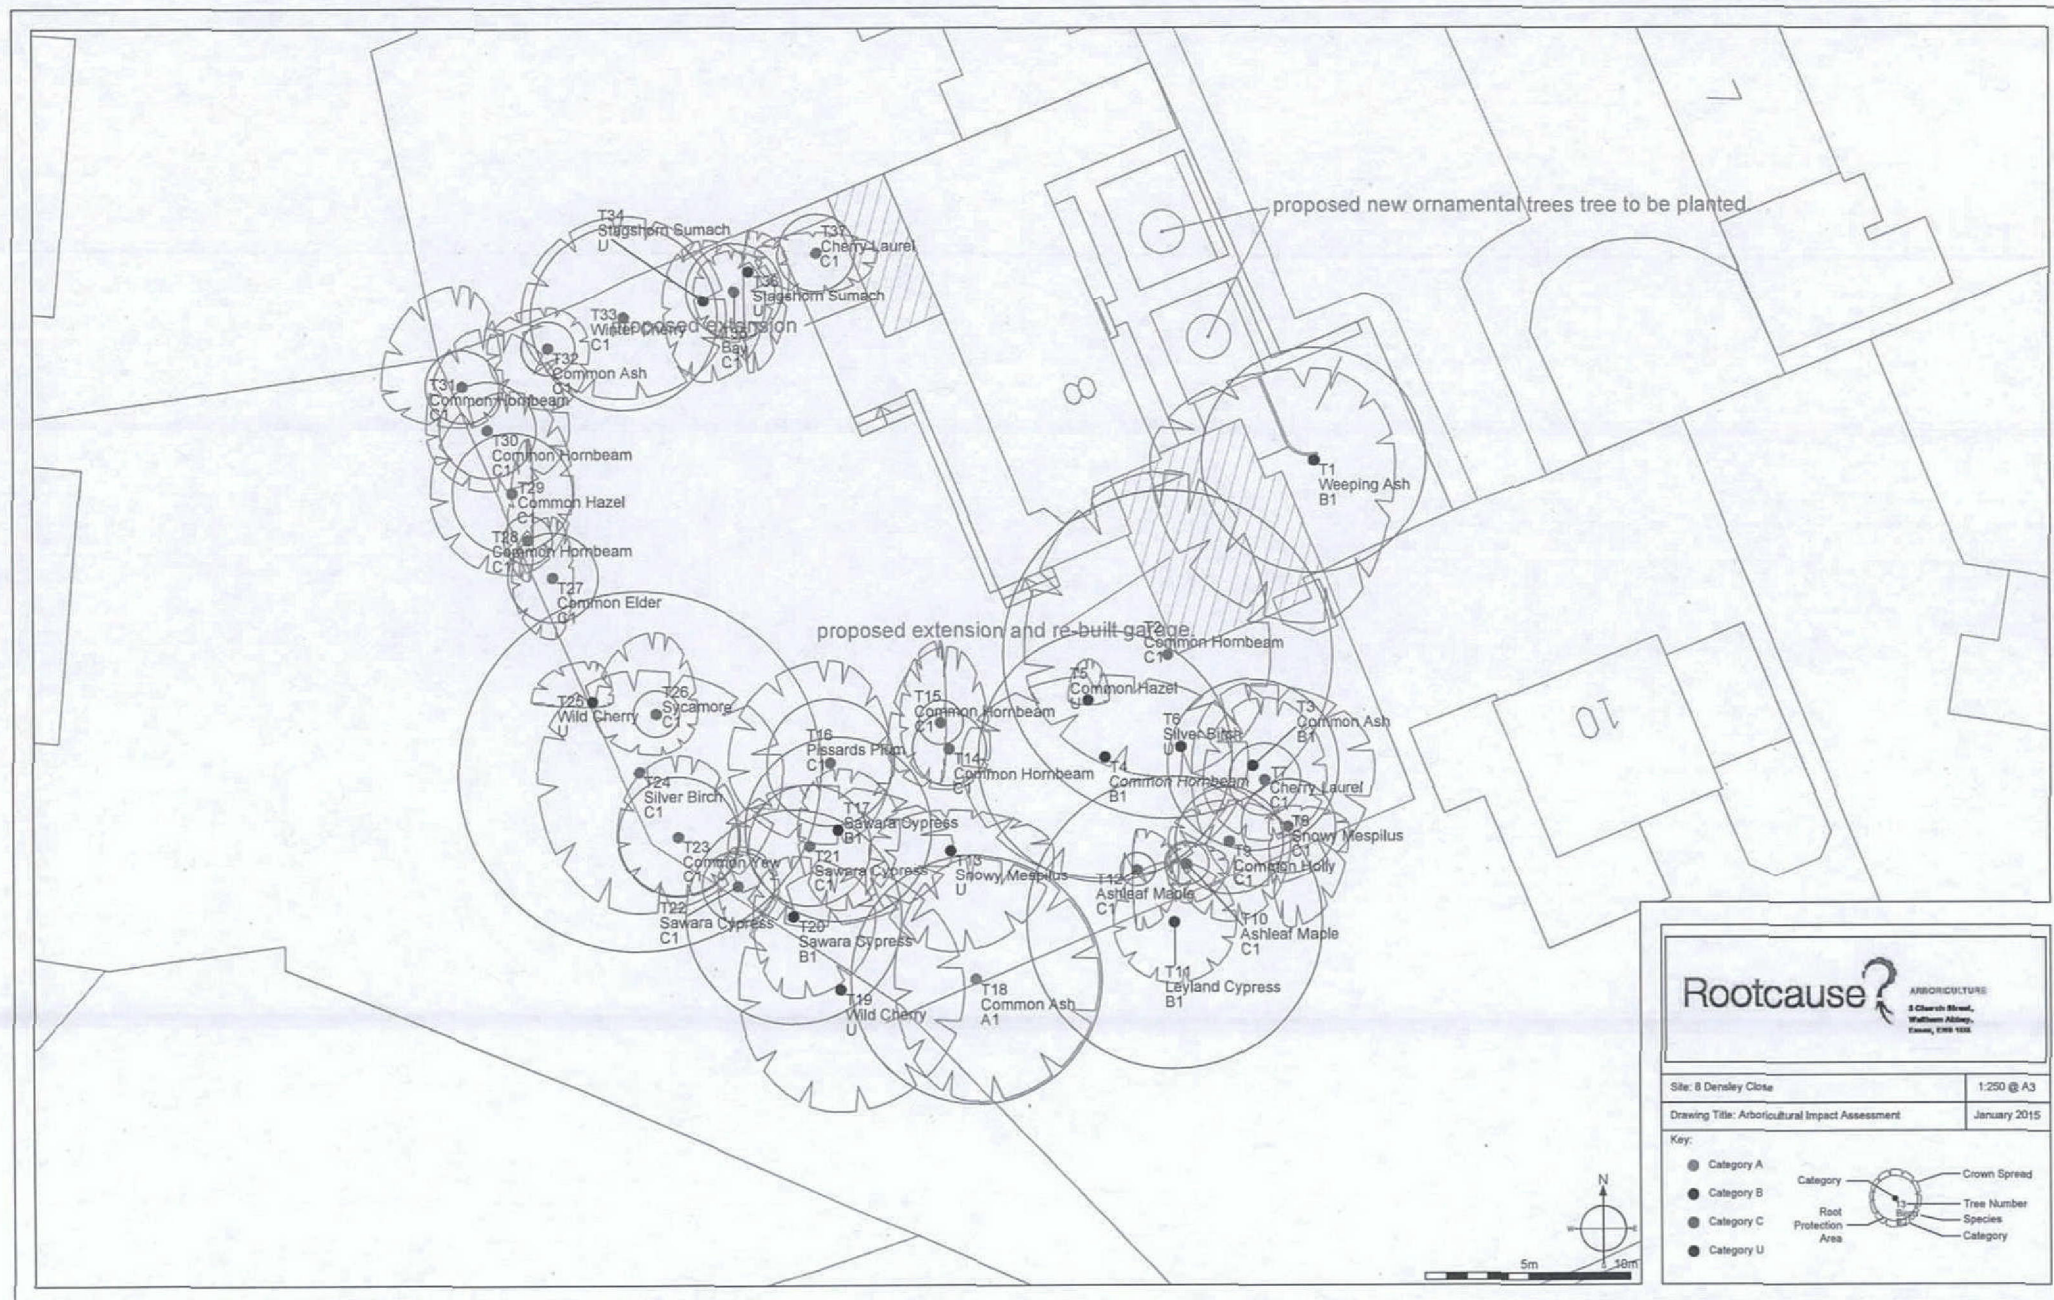 7
proposed new ornamental trees tree to be planted
T34
Stagshorn Sumach
U
T37
Cherry Laurel
C1
T36
Stagshorn Sumach
U
T33
Winter Cherry
C1
proposed extension
Bay
C1
T32
Common Ash
C1
T31
Common Hornbeam
C1
8
T30
Common Hornbeam
C1
T1
Weeping Ash
B1
T29
Common Hazel
C1
T28
Common Hornbeam
C1
T27
Common Elder
C1
proposed extension and re-built garage
T2
Common Hornbeam
C1
T5
Common Hazel
U
T25
Wild Cherry
U
T26
Sycamore
C1
T15
Common Hornbeam
C1
T3
Common Ash
B1
10
T6
Silver Birch
U
T16
Pissards Plum
C1
T14
Common Hornbeam
C1
T4
Common Hornbeam
B1
Cherry Laurel
C1
T24
Silver Birch
C1
T17
Sawara Cypress
B1
T8
Snowy Mespilus
C1
T23
Common Yew
C1
T21
Sawara Cypress
C1
T13
Snowy Mespilus
U
T9
Common Holly
C1
T12
Ashleaf Maple
C1
T22
Sawara Cypress
C1
T20
Sawara Cypress
B1
T10
Ashleaf Maple
C1
T11
Leyland Cypress
B1
T19
Wild Cherry
U
T18
Common Ash
A1
Rootcause
ARBORICULTURE
8 Church Street,
Waltham Abbey,
Site: 8 Densley Close
1:250 @ A3
Drawing Title: Arboricultural Impact Assessment
January 2015
Key:
Category A
Category B
Category C
Category U
Category
Root
Protection
Area
Crown Spread
Tree Number
Species
Category
N
W
E
S
5m
10m